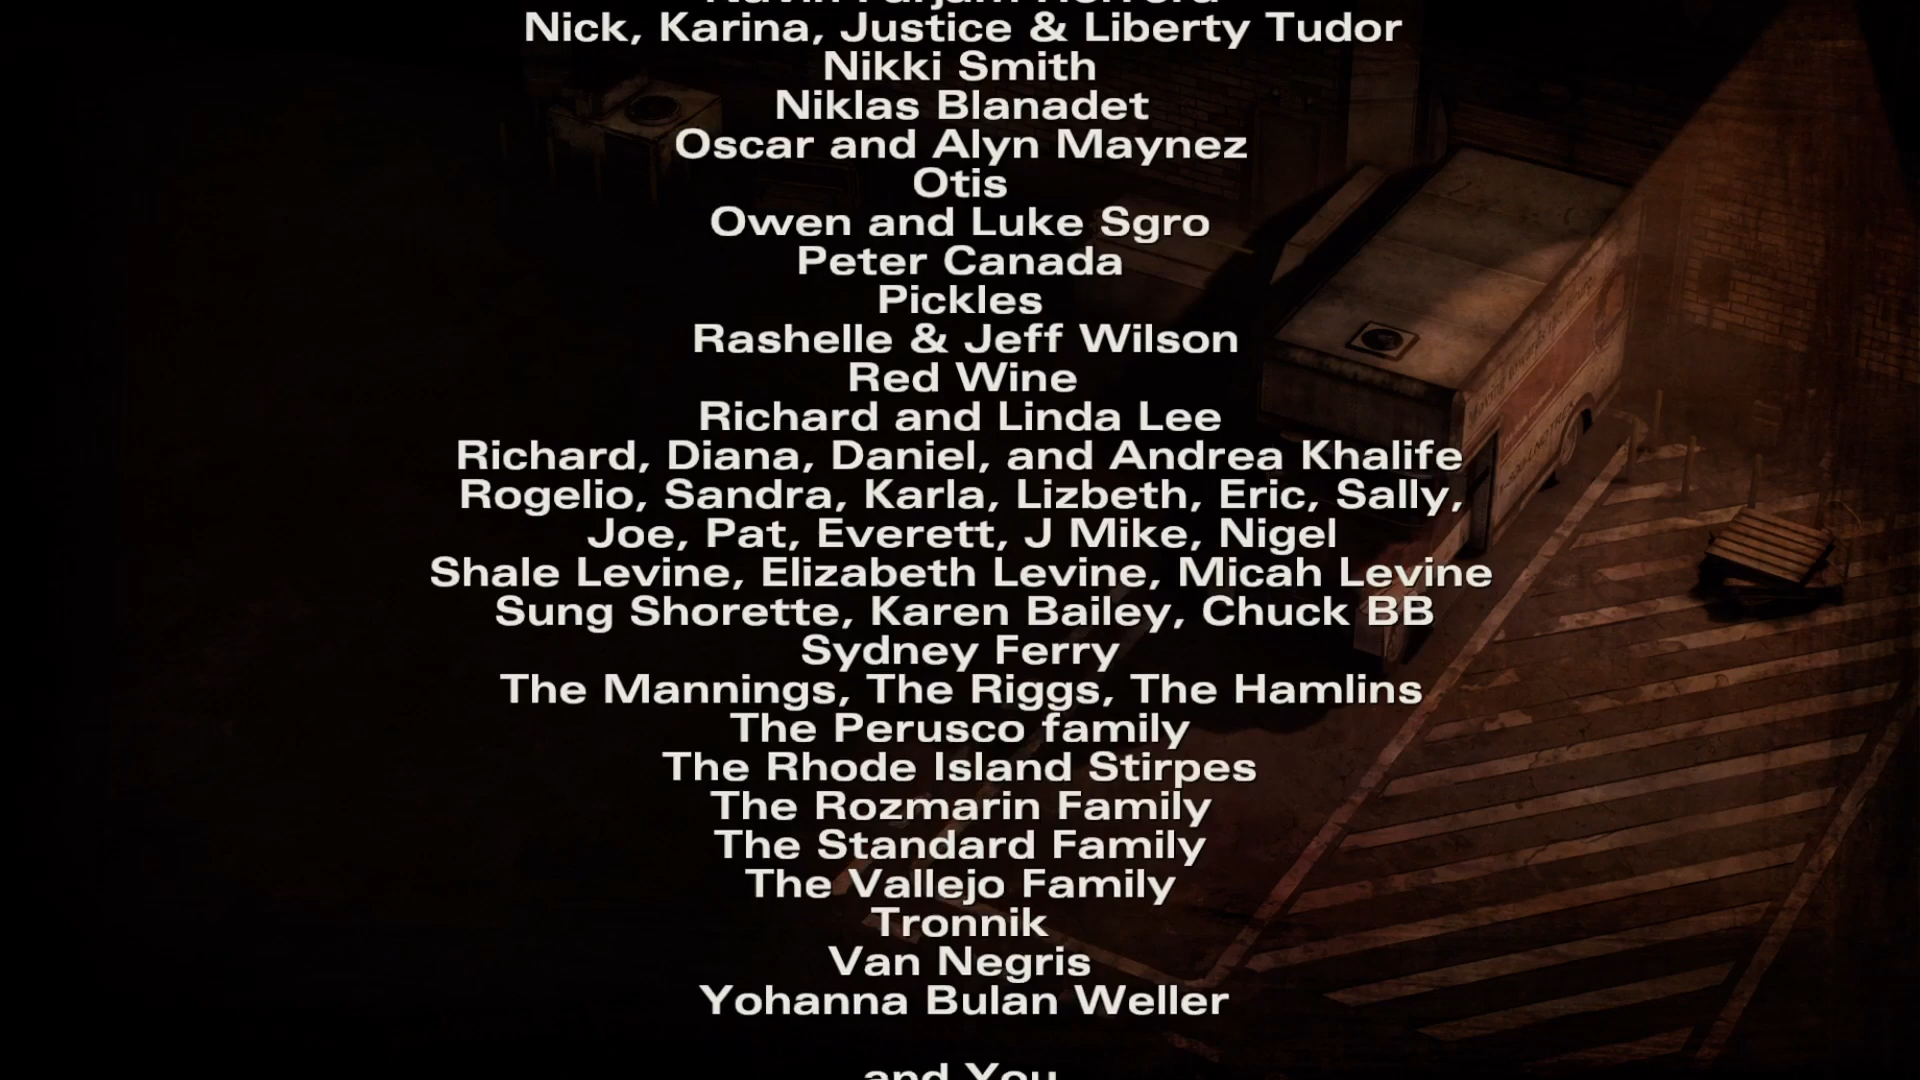 Nick, Karina, Justice & Liberty Tudor
Nikki Smith
Niklas Blanadet
Oscar and Alyn Maynez
Otis
Owen and Luke Sgro
Peter Canada
Pickles
Rashelle & Jeff Wilson
Red Wine
Richard and Linda Lee
Richard, Diana, Daniel, and Andrea Khalife
Rogelio, Sandra, Karla, Lizbeth, Eric, Sally,
Joe, Pat, Everett, J Mike, Nigel
Shale Levine, Elizabeth Levine, Micah Levine
Sung Shorette, Karen Bailey, Chuck BB
Sydney Ferry
The Mannings, The Riggs, The Hamlins
The Perusco family
The Rhode Island Stirpes
The Rozmarin Family
The Standard Family
The Vallejo Family
Tronnik
Van Negris
Yohanna Bulan Weller
and You